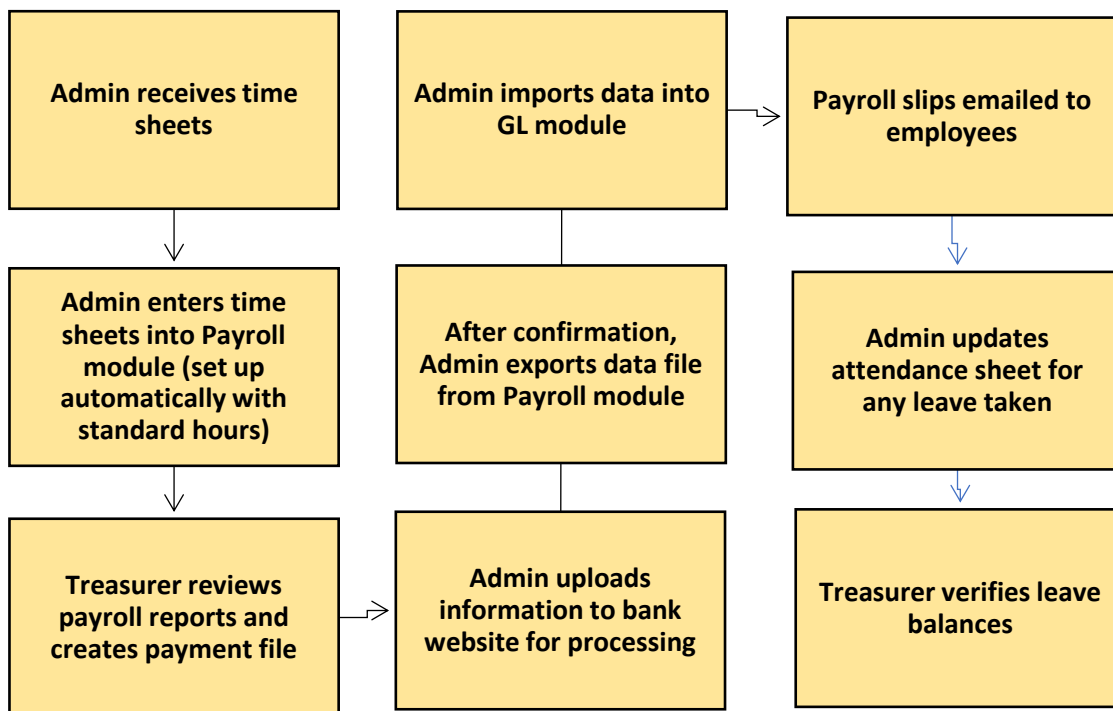 Admin receives time
sheets
Admin enters time
sheets into Payroll
module (set up
automatically with
standard hours)
Treasurer reviews
payroll reports and
creates payment file
Admin uploads
information to bank
website for processing
After confirmation,
Admin exports data file
from Payroll module
Admin imports data into
GL module
Payroll slips emailed to
employees
Admin updates
attendance sheet for
any leave taken
Treasurer verifies leave
balances